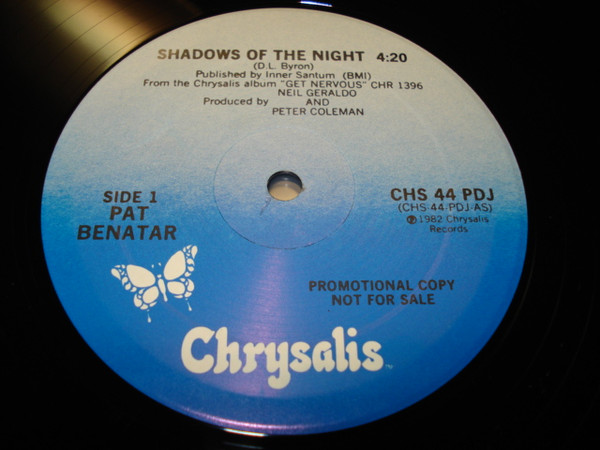 SHADOWS OF THE NIGHT 4:20
(D.L. Byron)
Published by Inner Santum (BMI)
From the Chrysalis album "GET NERVOUS" CHR 1396
NEIL GERALDO
Produced by AND
PETER COLEMAN
SIDE 1
PAT
BENATAR
CHS 44 PDJ
(CHS-44-PDJ-AS)
℗1982 Chrysalis
Records
PROMOTIONAL COPY
NOT FOR SALE
Chrysalis